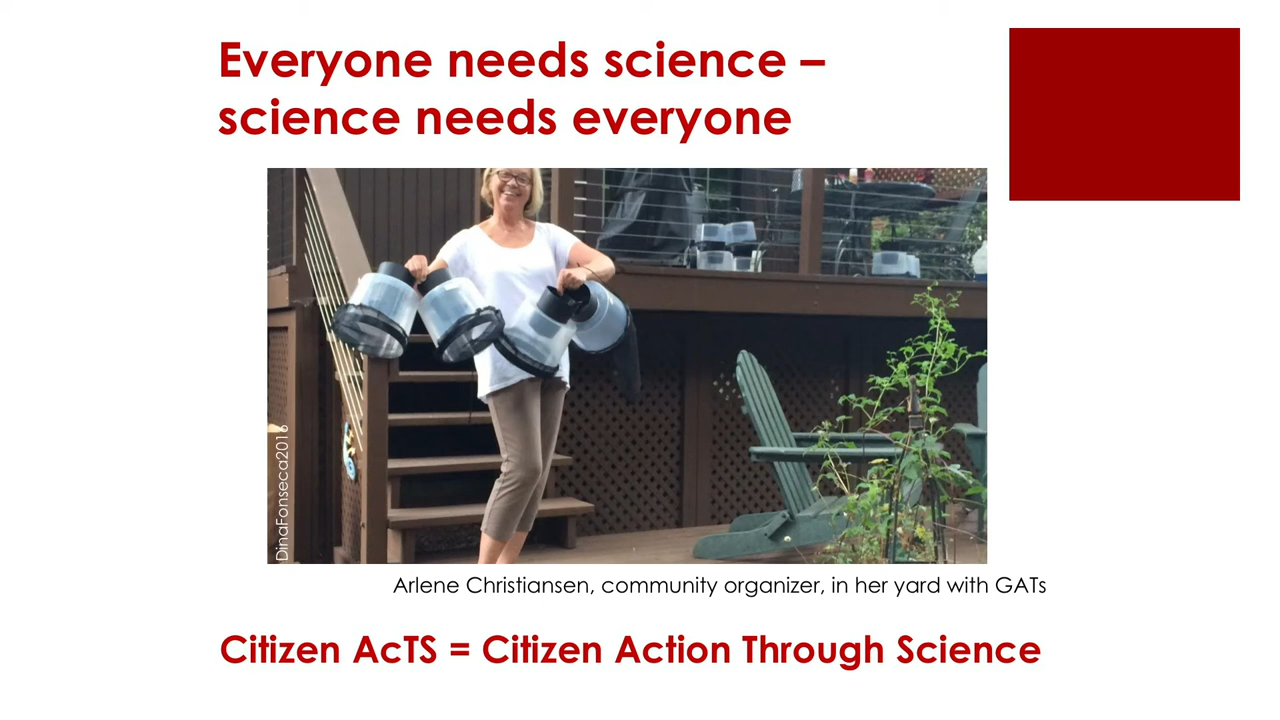 Everyone needs science –
science needs everyone
DinaFonseca2016
Arlene Christiansen, community organizer, in her yard with GATs
Citizen AcTS = Citizen Action Through Science